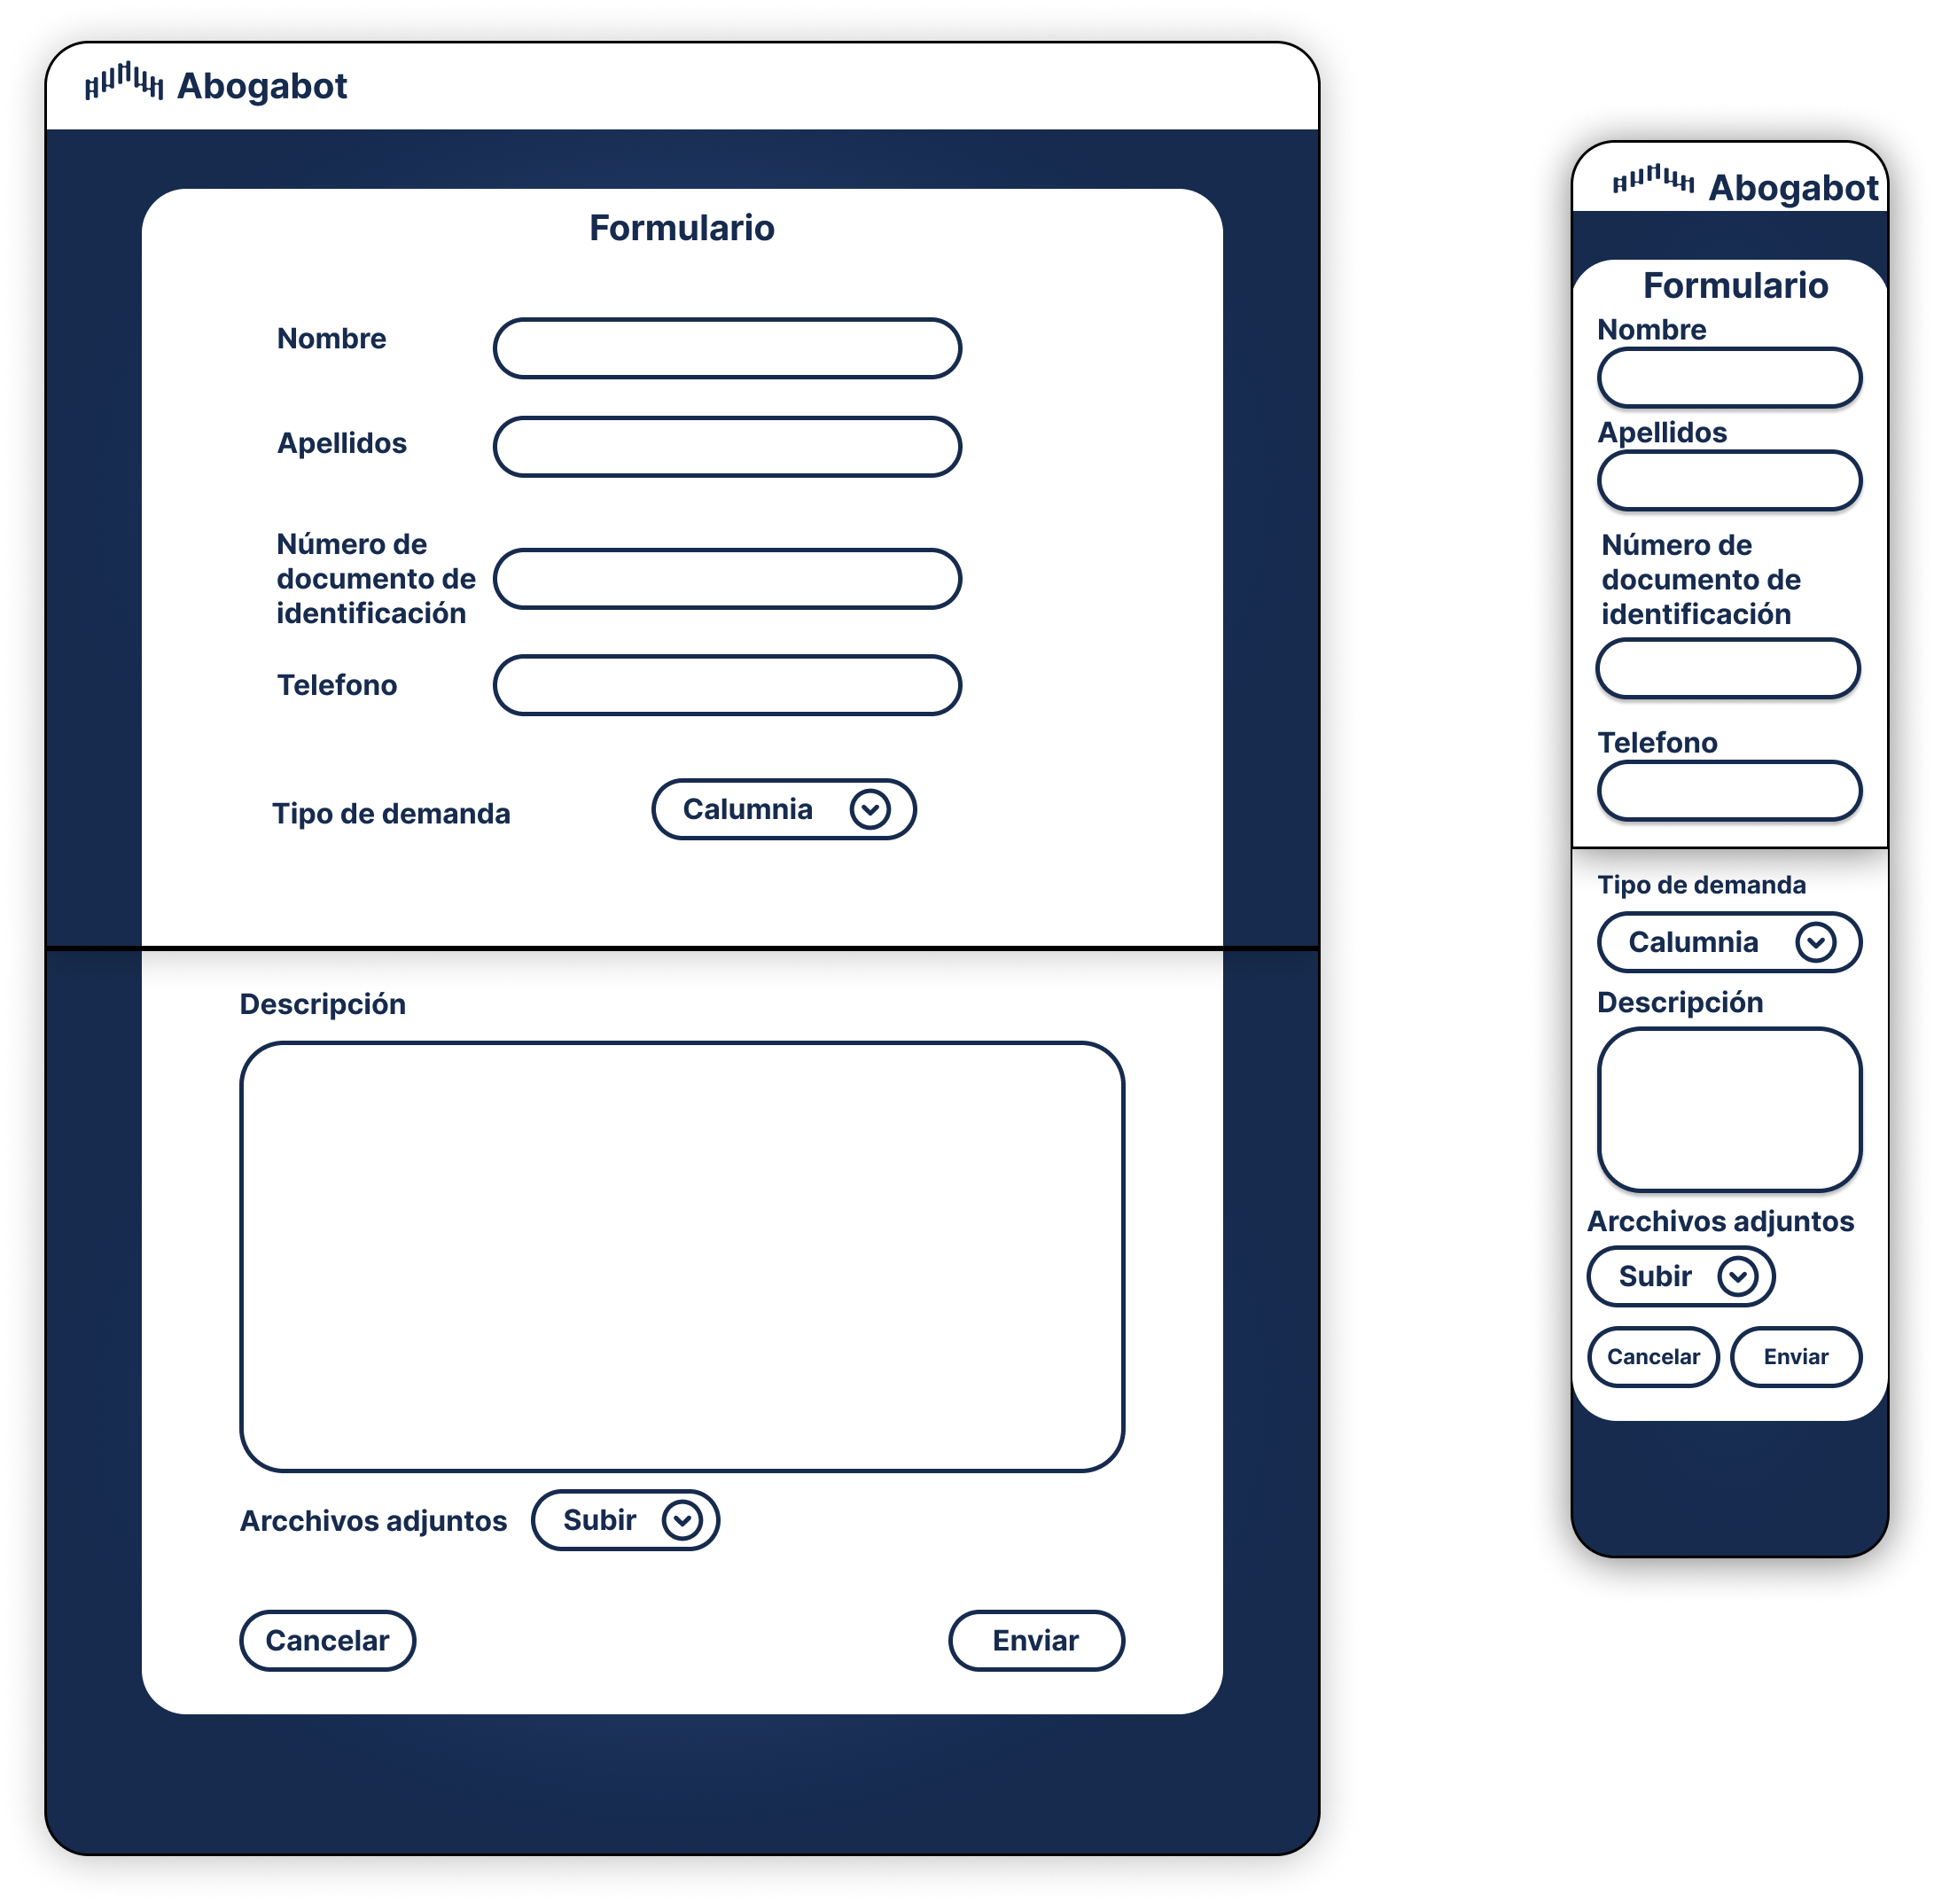 Abogabot
Formulario
Nombre
Apellidos
Número de
documento de
identificación
Telefono
Tipo de demanda
Calumnia
Descripción
Arcchivos adjuntos
Subir
Cancelar
Enviar
Abogabot
Formulario
Nombre
Apellidos
Número de
documento de
identificación
Telefono
Tipo de demanda
Calumnia
Descripción
Arcchivos adjuntos
Subir
Cancelar
Enviar